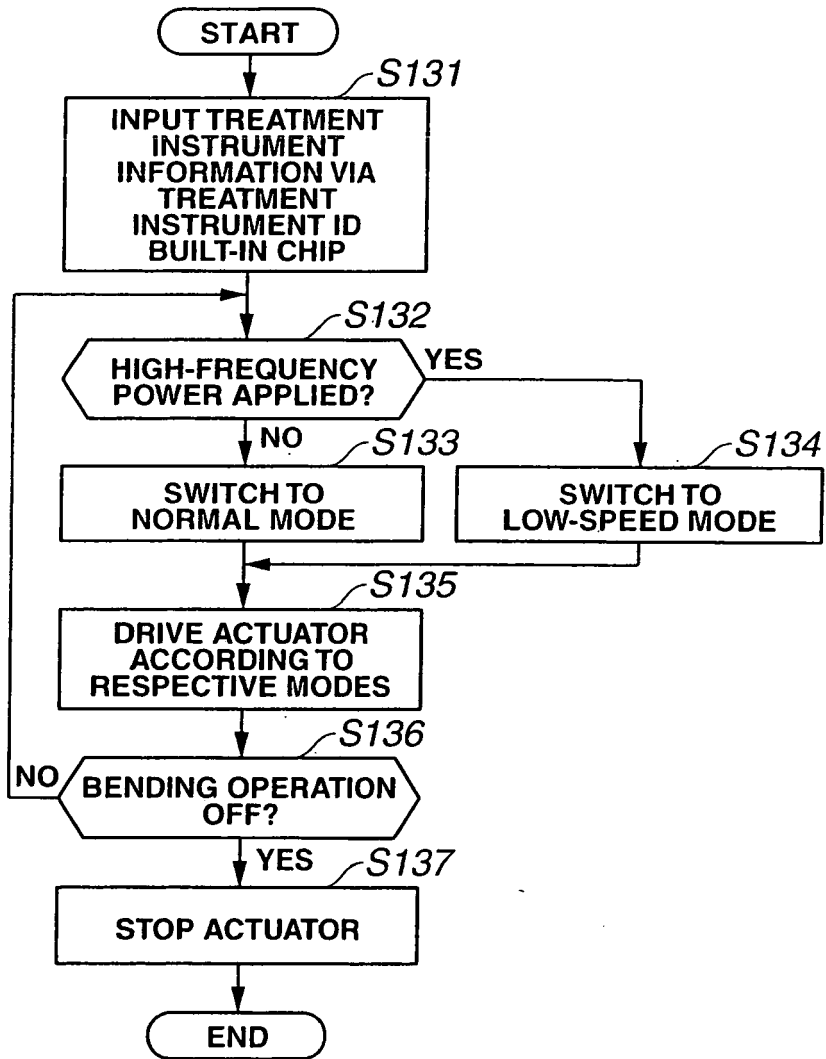 START
S131
INPUT TREATMENT
INSTRUMENT
INFORMATION VIA
TREATMENT
INSTRUMENT ID
BUILT-IN CHIP
S132
HIGH-FREQUENCY
POWER APPLIED?
YES
NO
S133
SWITCH TO
NORMAL MODE
S134
SWITCH TO
LOW-SPEED MODE
S135
DRIVE ACTUATOR
ACCORDING TO
RESPECTIVE MODES
S136
NO
BENDING OPERATION
OFF?
YES
S137
STOP ACTUATOR
END